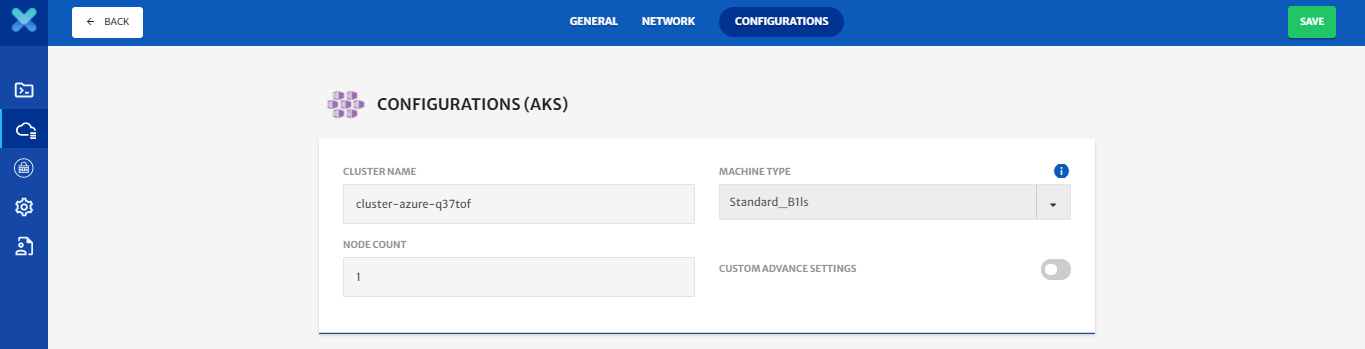 BACK
GENERAL NETWORK CONFIGURATIONS
SAVE
CONFIGURATIONS (AKS)
CLUSTER NAME
cluster-azure-q37tof
MACHINE TYPE
Standard_B1ls
NODE COUNT
1
CUSTOM ADVANCE SETTINGS